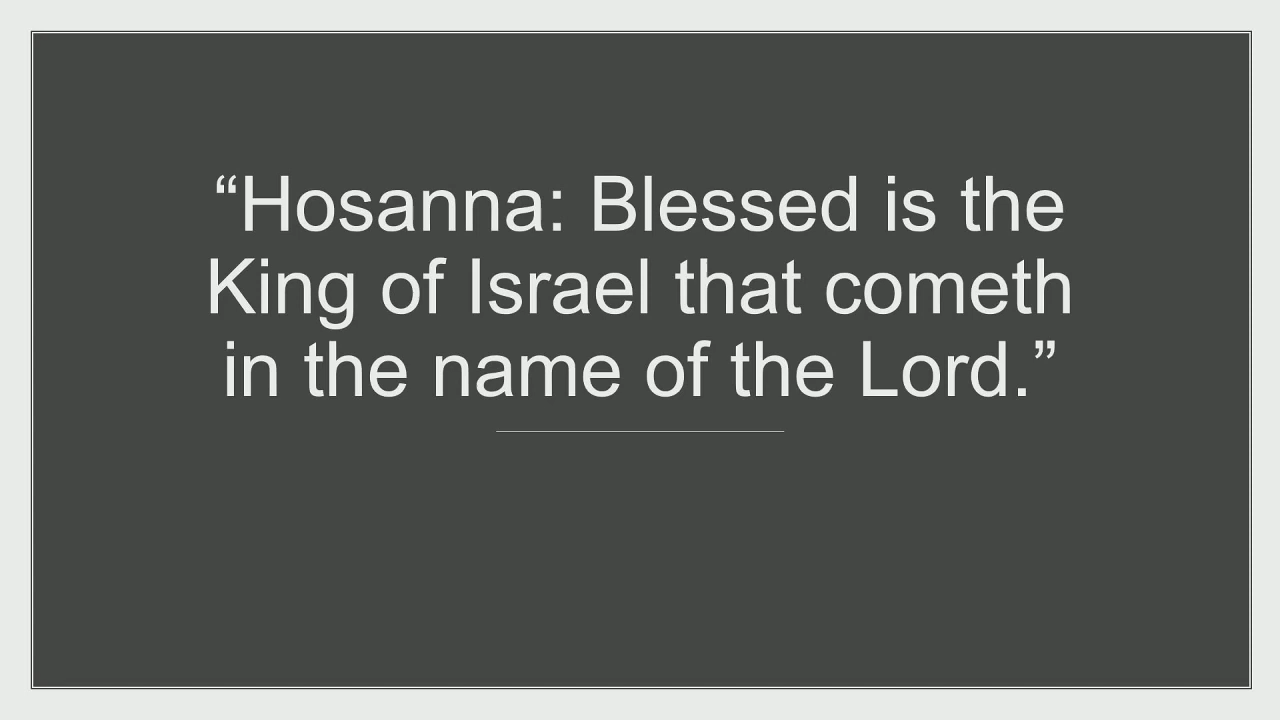 “Hosanna: Blessed is the
King of Israel that cometh
in the name of the Lord.”